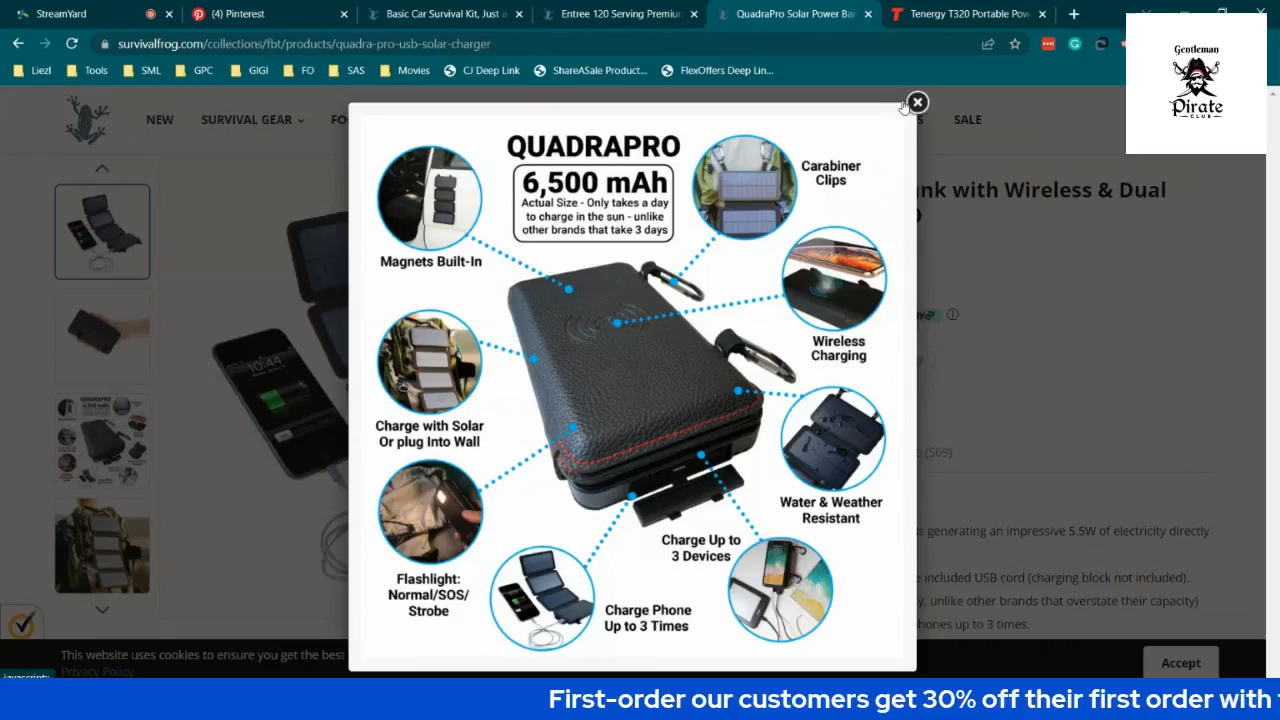 StreamYard
(4) Pinterest
Basic Car Survival Kit, Just a
Entree 120 Serving Premium
QuadraPro Solar Power Ban
Tenergy T320 Portable Pow
survivalfrog.com/collections/fbt/products/quadra-pro-usb-solar-charger
Liezl
Tools
SML
GPC
GIGI
FO
SAS
Movies
CJ Deep Link
ShareASale Product...
FlexOffers Deep Lin...
Gentleman
Pirate
CLUB
NEW
SURVIVAL GEAR
SALE
QUADRAPRO
6,500 mAh
Actual Size - Only takes a day
to charge in the sun - unlike
other brands that take 3 days
Carabiner
Clips
Magnets Built-In
Wireless
Charging
Charge with Solar
Or plug Into Wall
Water & Weather
Resistant
Charge Up to
3 Devices
Flashlight:
Normal/SOS/
Strobe
Charge Phone
Up to 3 Times
nk with Wireless & Dual
(569)
generating an impressive 5.5W of electricity directly
included USB cord (charging block not included).
unlike other brands that overstate their capacity)
up to 3 times.
10:44
This website uses cookies to ensure you get the best
Privacy Policy
Accept
First-order our customers get 30% off their first order with